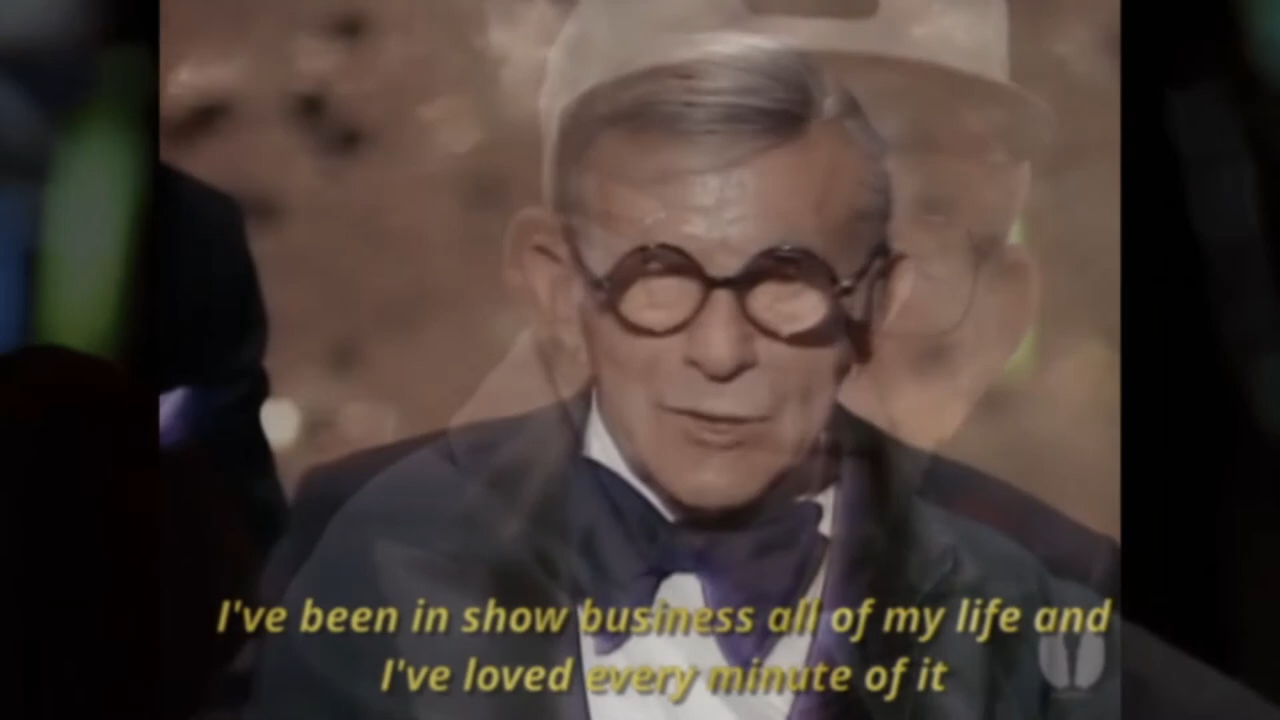 I've been in show business all of my life and
I've loved every minute of it